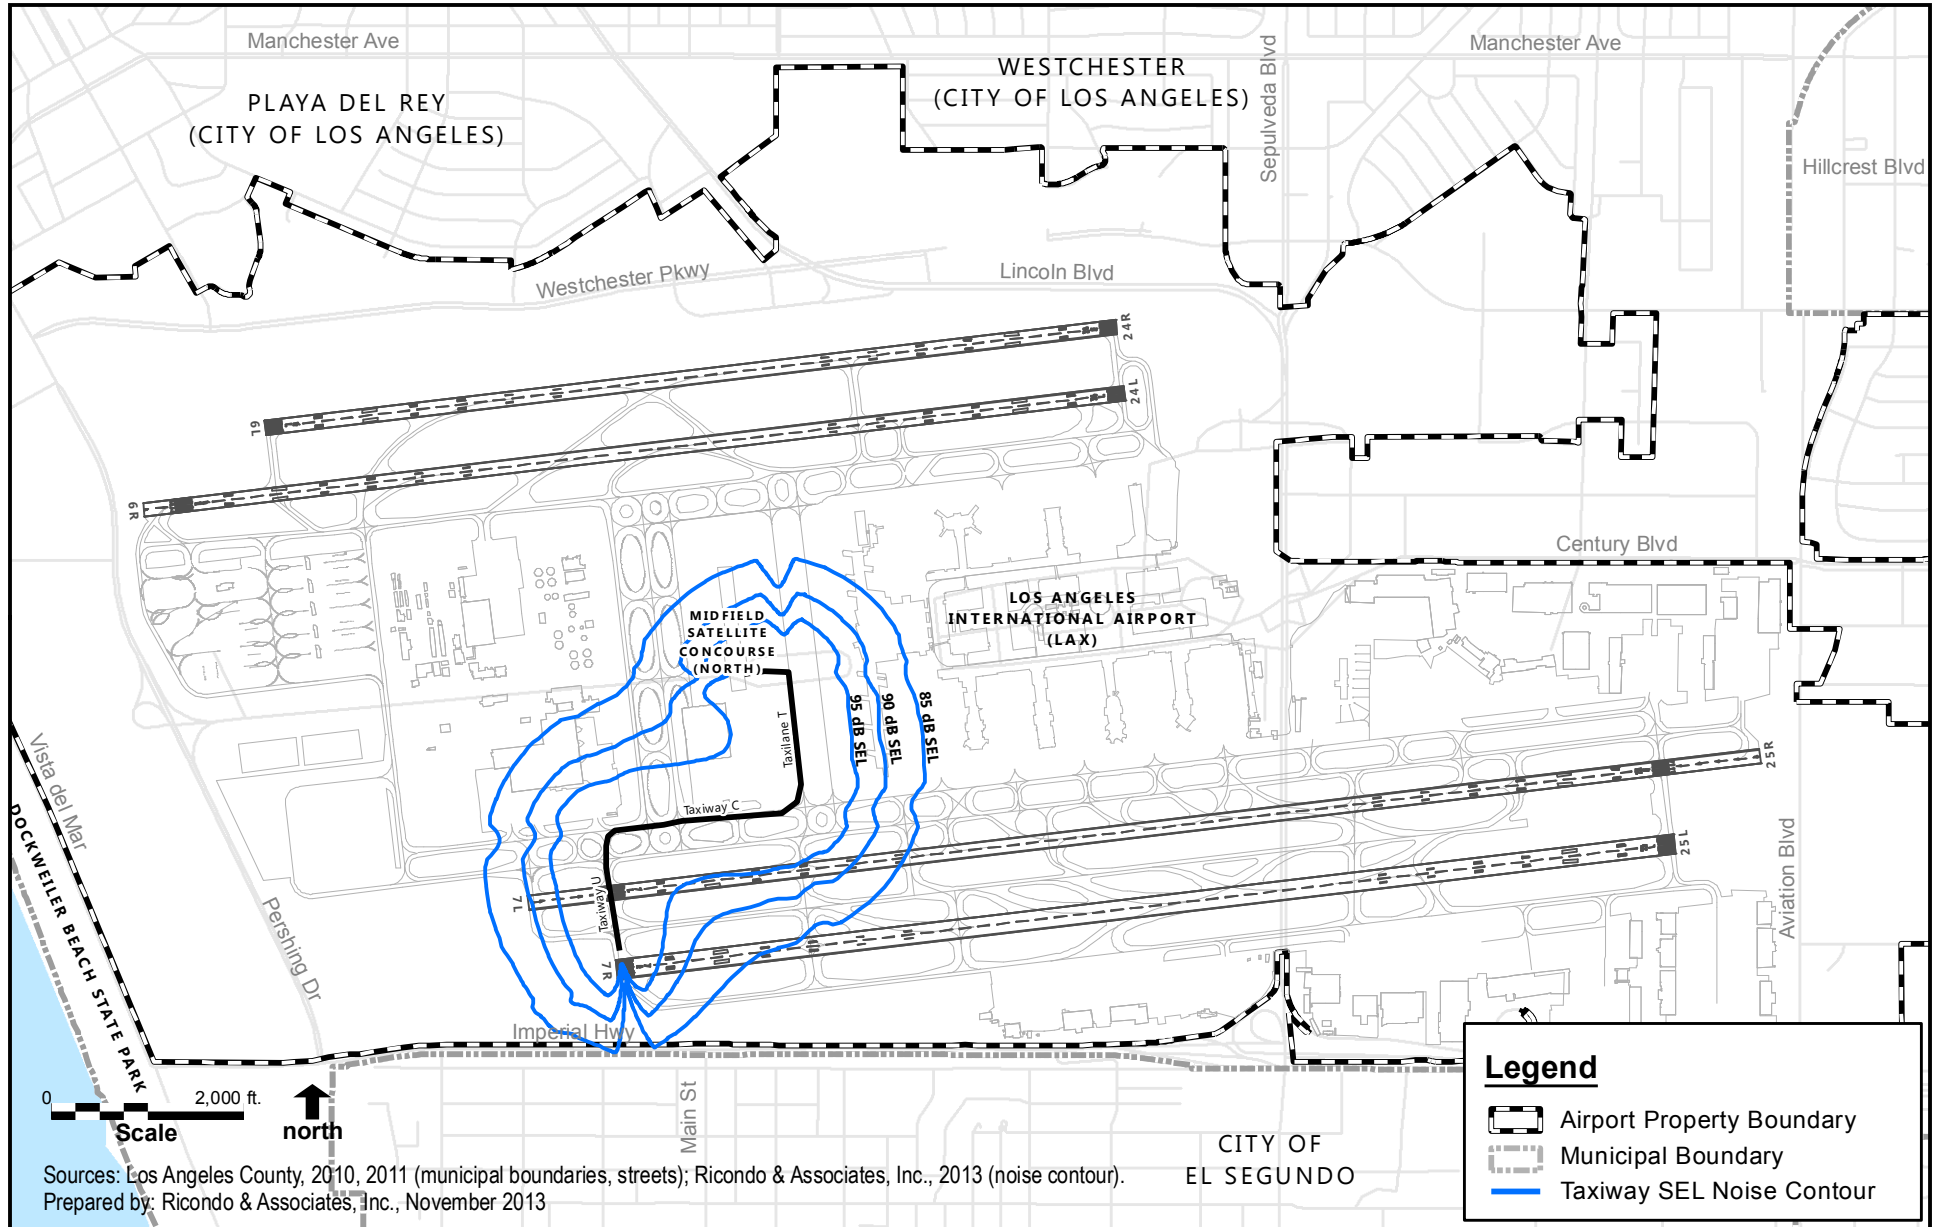 Manchester Ave
Manchester Ave
WESTCHESTER
(CITY OF LOS ANGELES)
Sepulveda Blvd
PLAYA DEL REY
(CITY OF LOS ANGELES)
Hillcrest Blvd
Westchester Pkwy
Lincoln Blvd
24R
24L
6L
6R
Century Blvd
MIDFIELD
SATELLITE
CONCOURSE
(NORTH)
LOS ANGELES
INTERNATIONAL AIRPORT
(LAX)
95 dB SEL
90 dB SEL
85 dB SEL
Taxilane T
Taxiway C
Taxiway U
25R
25L
7L
7R
Vista del Mar
DOCKWEILER BEACH STATE PARK
Pershing Dr
Aviation Blvd
Imperial Hwy
Main St
CITY OF
EL SEGUNDO
0 2,000 ft.
Scale
north
Sources: Los Angeles County, 2010, 2011 (municipal boundaries, streets); Ricondo & Associates, Inc., 2013 (noise contour).
Prepared by: Ricondo & Associates, Inc., November 2013
Legend
Airport Property Boundary
Municipal Boundary
Taxiway SEL Noise Contour